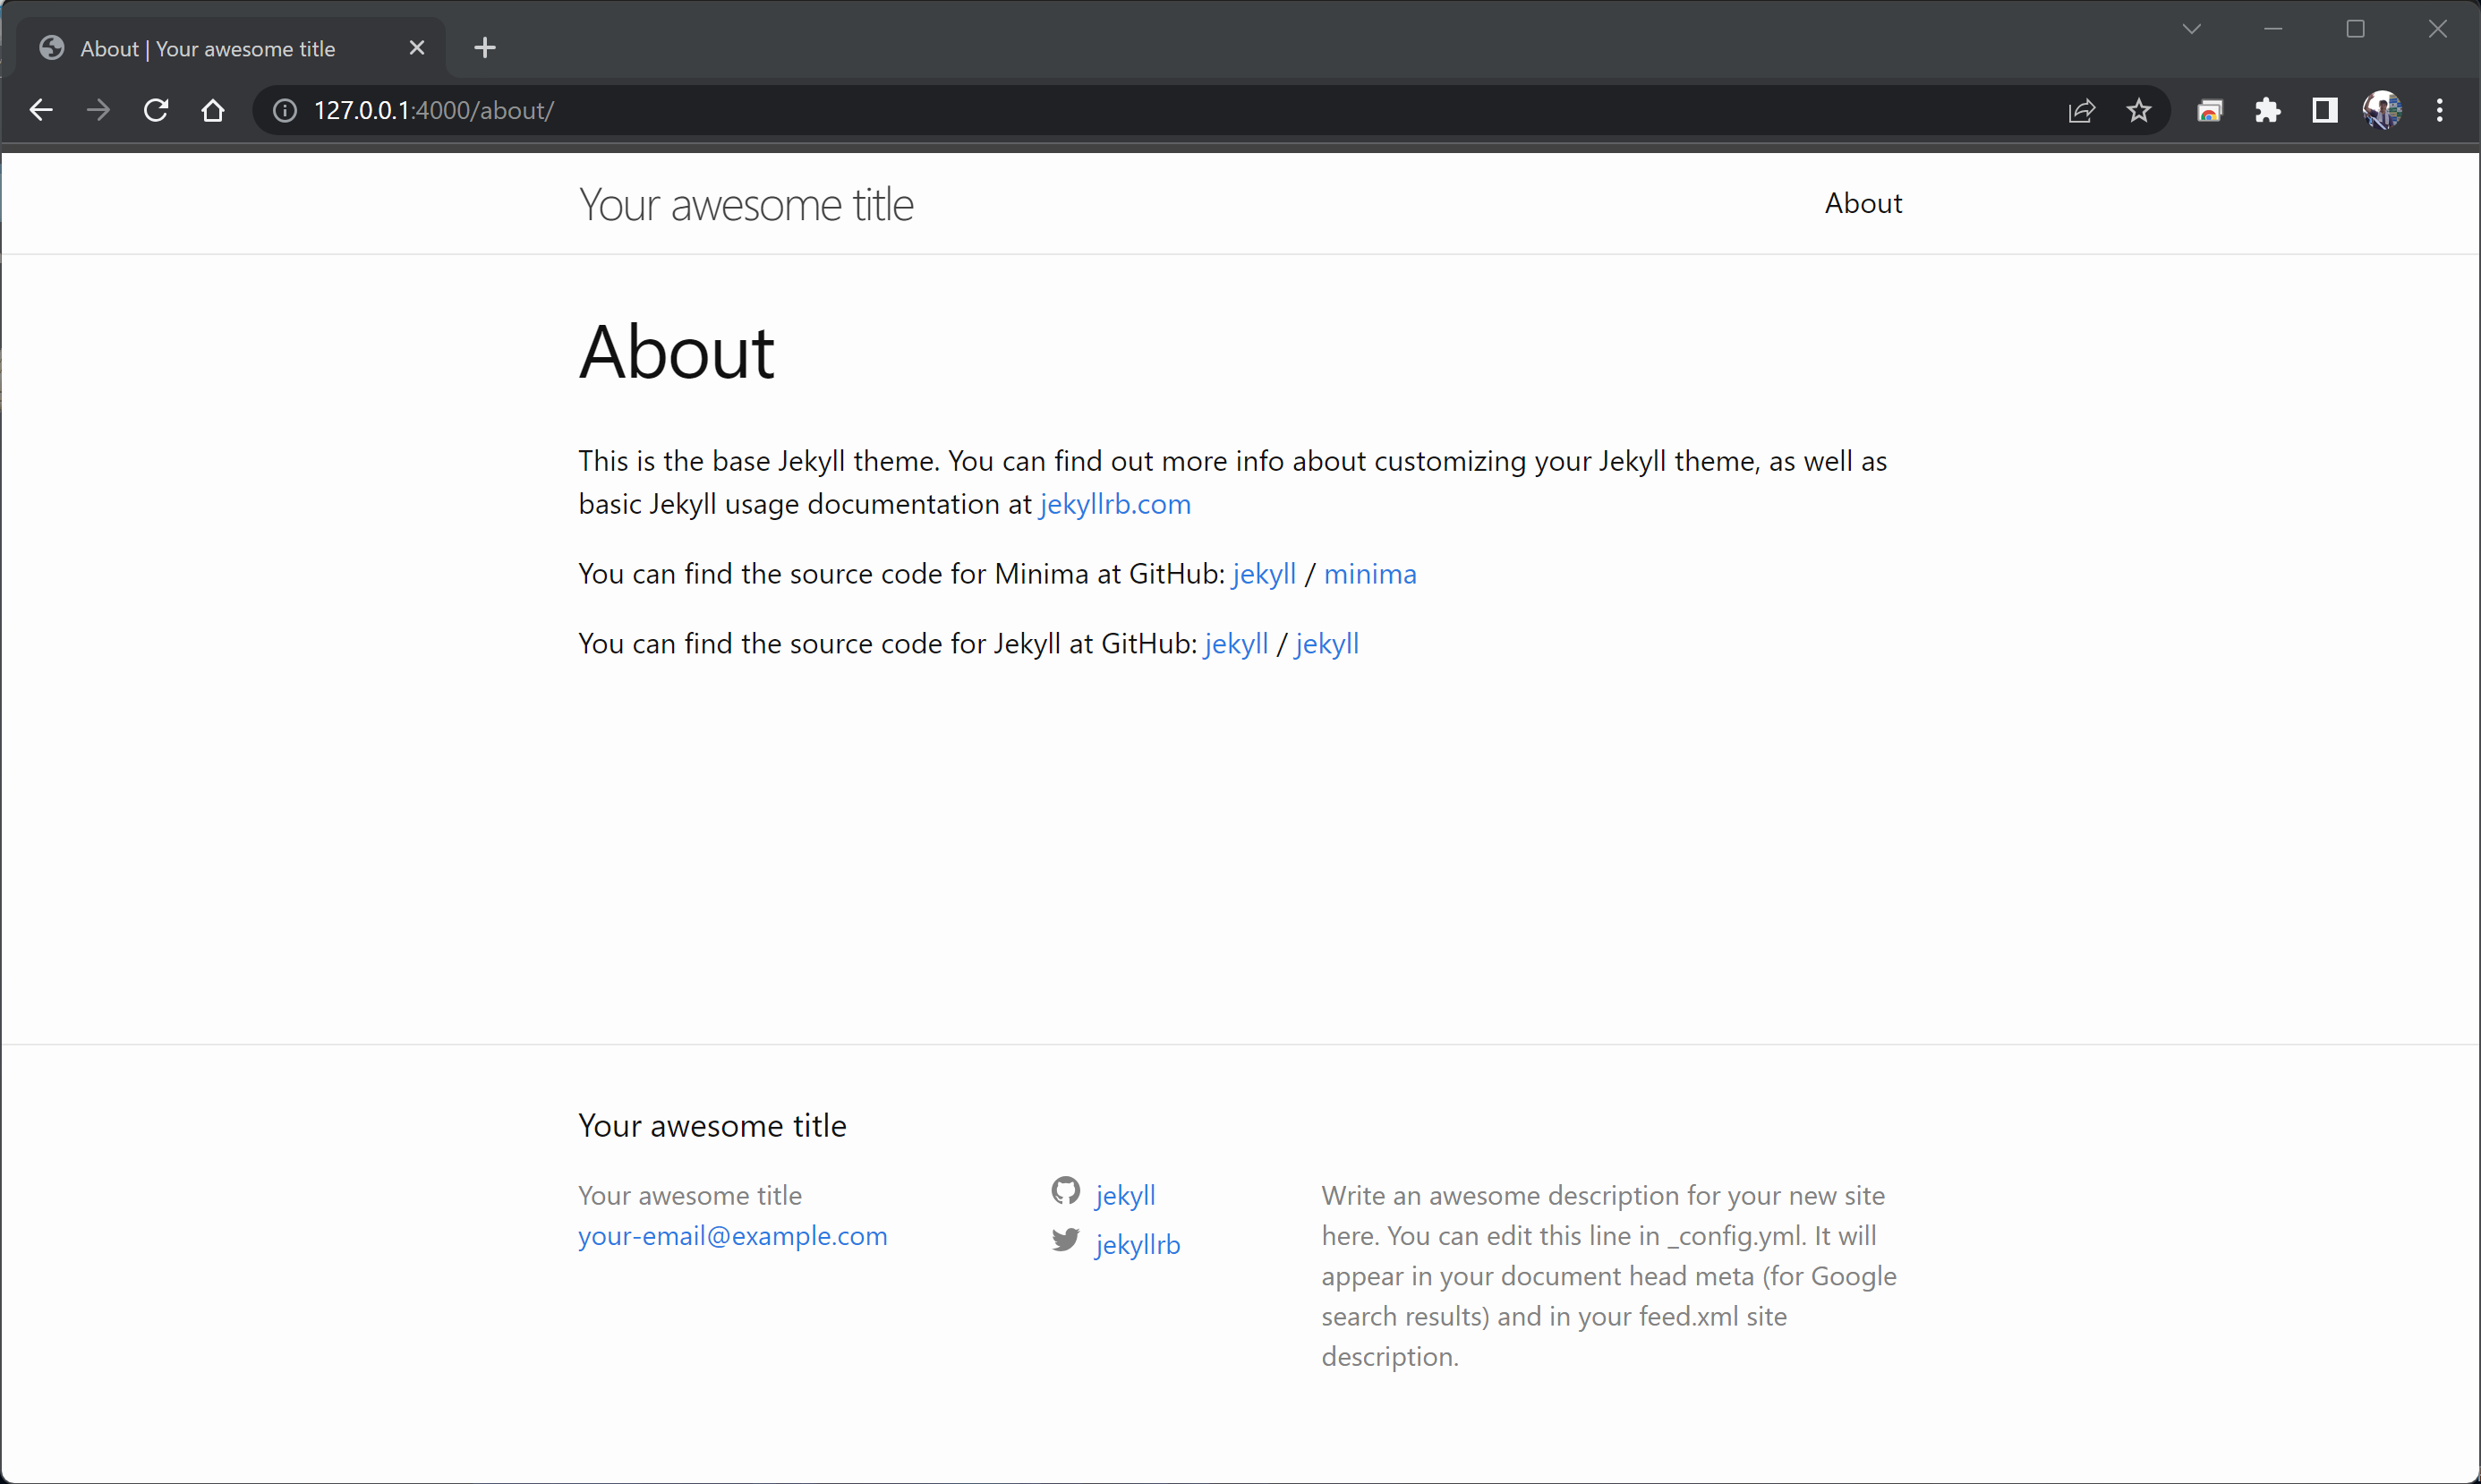 About | Your awesome title
127.0.0.1:4000/about/
Your awesome title
About
About
This is the base Jekyll theme. You can find out more info about customizing your Jekyll theme, as well as
basic Jekyll usage documentation at jekyllrb.com
You can find the source code for Minima at GitHub: jekyll / minima
You can find the source code for Jekyll at GitHub: jekyll / jekyll
Your awesome title
Your awesome title
your-email@example.com
jekyll
jekyllrb
Write an awesome description for your new site
here. You can edit this line in _config.yml. It will
appear in your document head meta (for Google
search results) and in your feed.xml site
description.